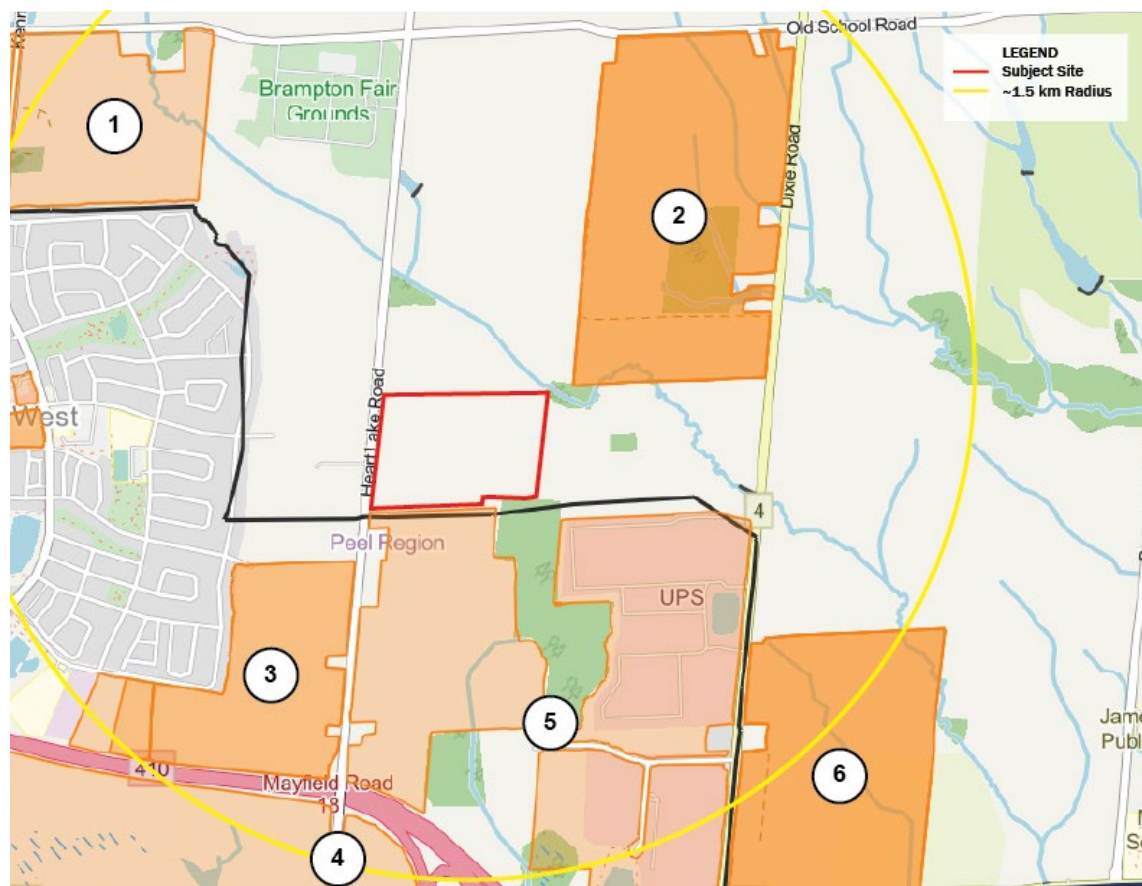 Kenn
Old School Road
LEGEND
Subject Site
~1.5 km Radius
Brampton Fair
Grounds
1
2
Dixie Road
Heart Lake Road
West
4
Peel Region
UPS
3
5
6
410
Mayfield Road
18
4